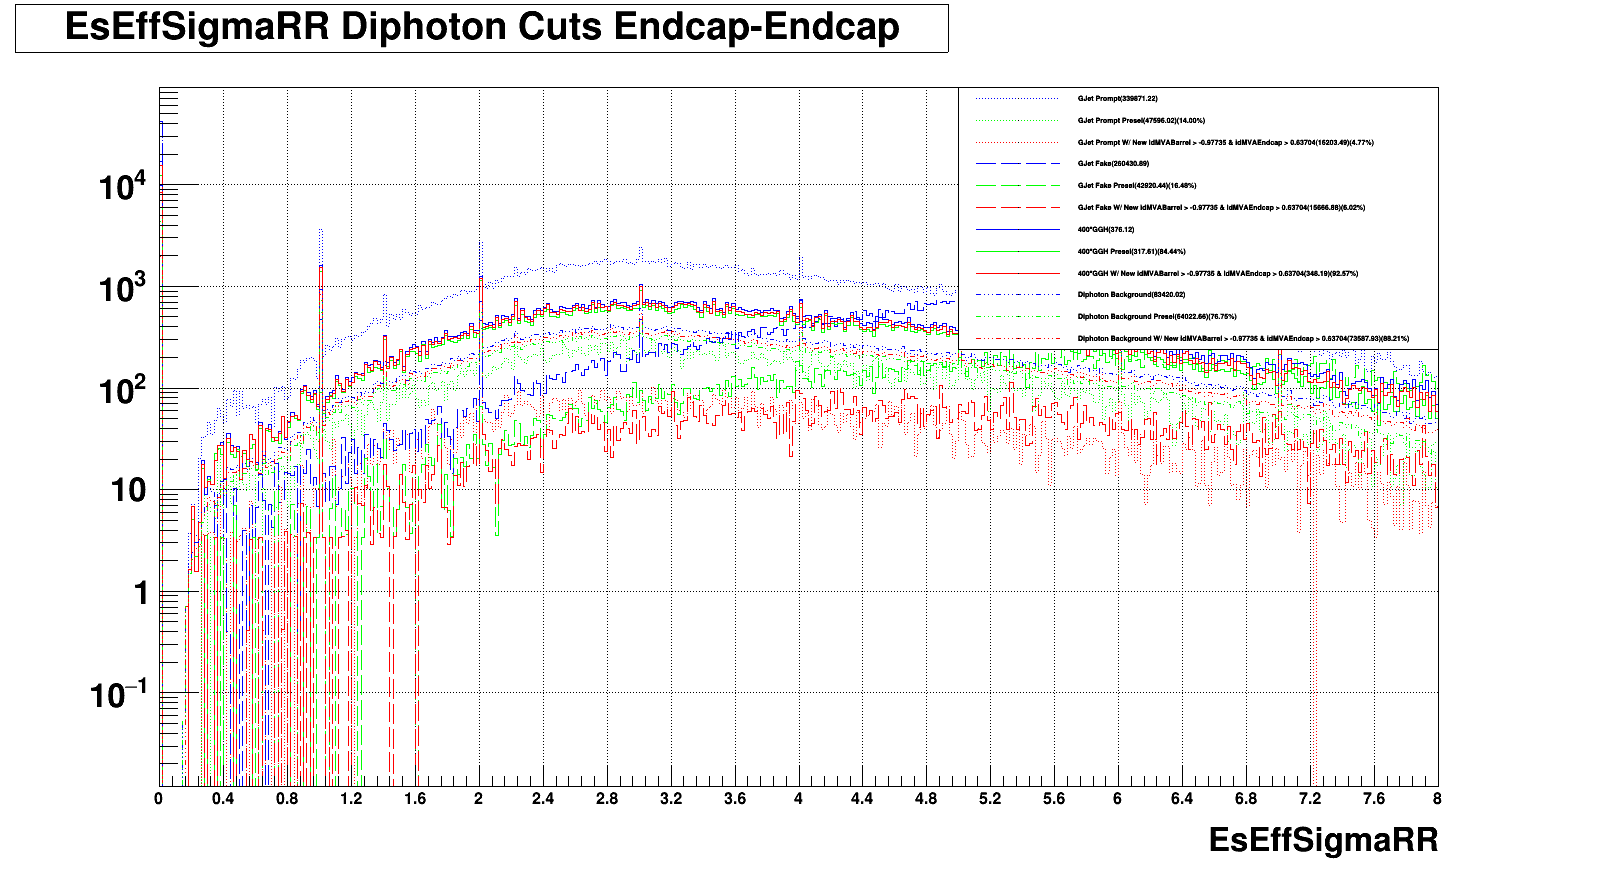 EsEffSigmaRR Diphoton Cuts Endcap-Endcap
GJet Prompt(339871.22)
GJet Prompt Presel(47595.02)(14.00%)
GJet Prompt W/ New IdMVABarrel > -0.97735 & IdMVAEndcap > 0.63704(16203.49)(4.77%)
GJet Fake(260430.89)
GJet Fake Presel(42920.44)(16.48%)
GJet Fake W/ New IdMVABarrel > -0.97735 & IdMVAEndcap > 0.63704(15666.88)(6.02%)
400*GGH(376.12)
400*GGH Presel(317.61)(84.44%)
400*GGH W/ New IdMVABarrel > -0.97735 & IdMVAEndcap > 0.63704(348.19)(92.57%)
Diphoton Background(83420.02)
Diphoton Background Presel(64022.66)(76.75%)
Diphoton Background W/ New IdMVABarrel > -0.97735 & IdMVAEndcap > 0.63704(73587.93)(88.21%)
10⁴
10³
10²
10
1
10⁻¹
0 0.4 0.8 1.2 1.6 2 2.4 2.8 3.2 3.6 4 4.4 4.8 5.2 5.6 6 6.4 6.8 7.2 7.6 8
EsEffSigmaRR